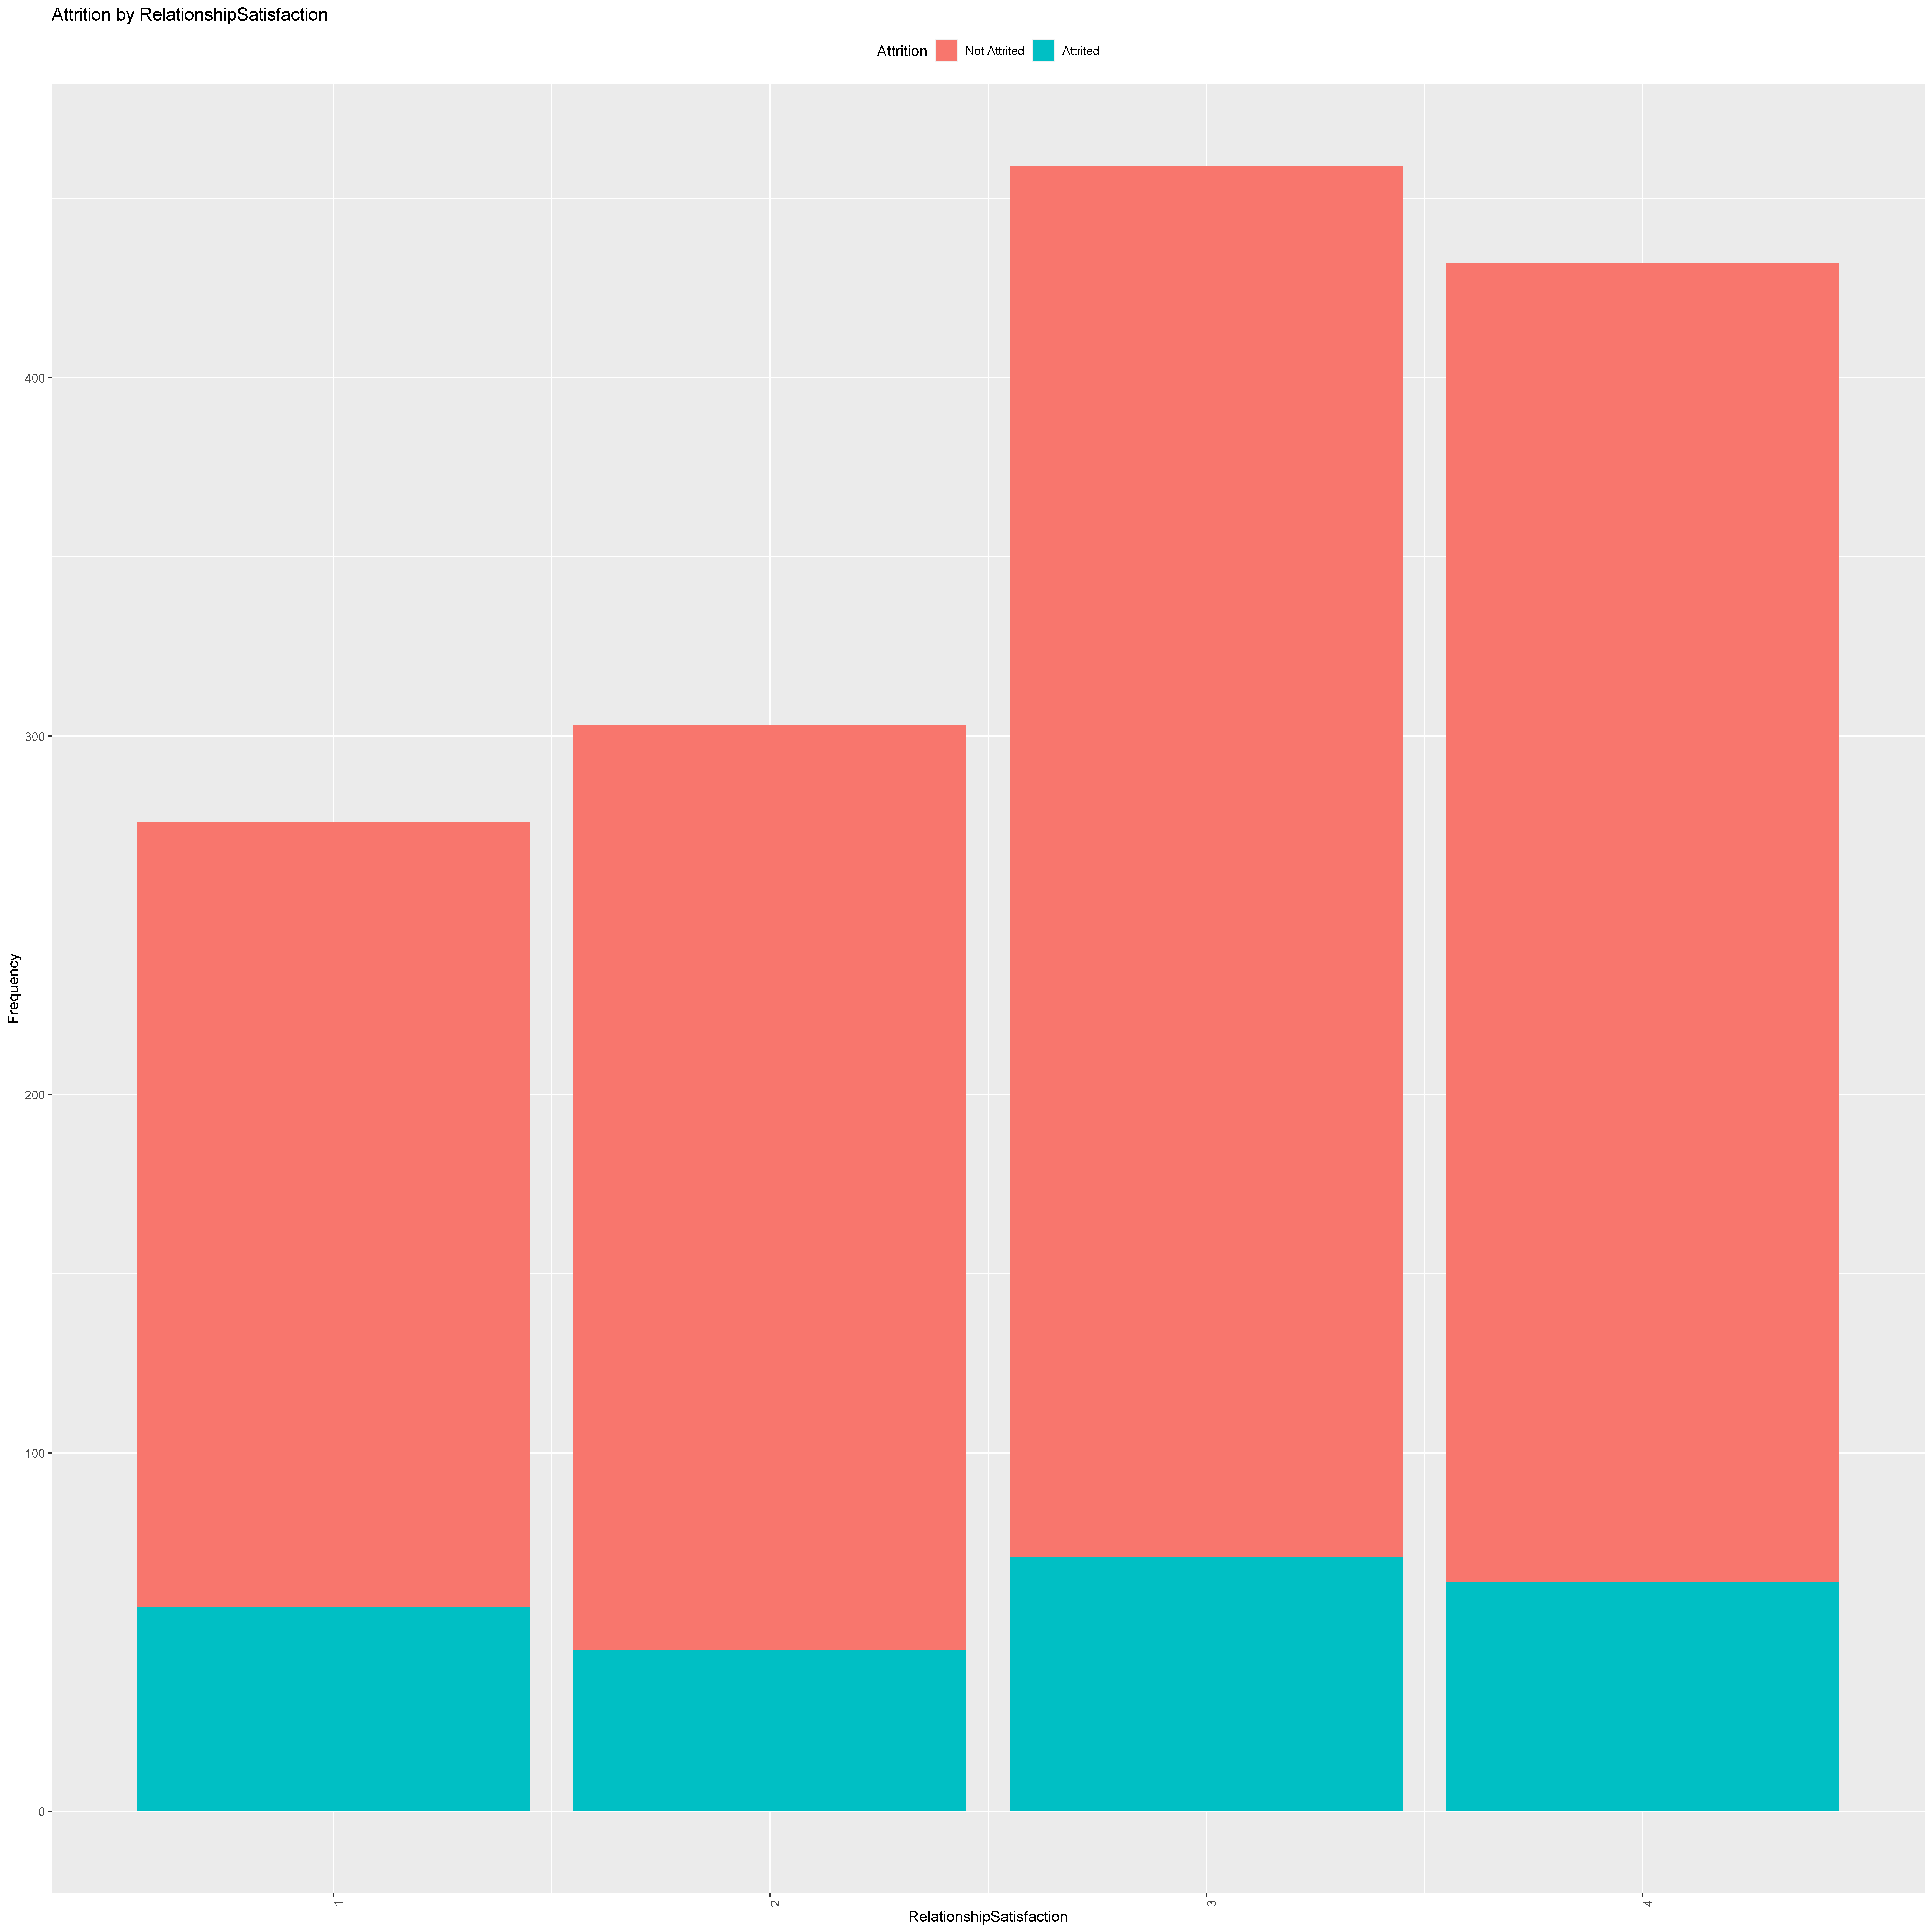 Attrition by RelationshipSatisfaction
Attrition Not Attrited Attrited
Frequency
400
300
200
100
0
1 2 3 4
RelationshipSatisfaction